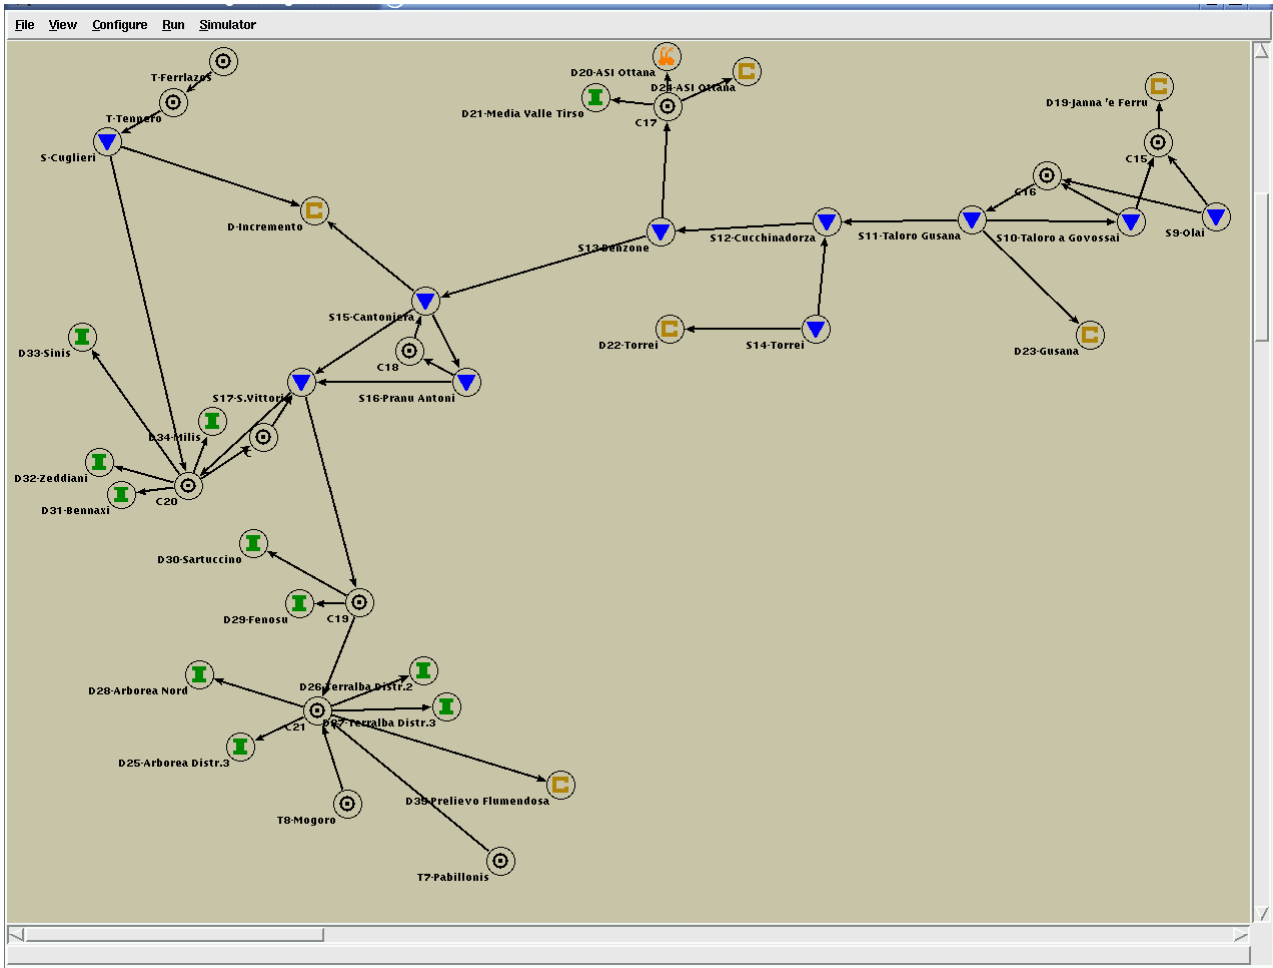 File View Configure Run Simulator
T-Ferrlazos
D20-ASI Ottana
D24-ASI Ottana
D19-Janna 'e Ferru
T-Tennero
D21-Media Valle Tirso
C17
S-Cuglieri
C15
C16
D-Incremento
S13-Benzone
S12-Cucchinadorza
S11-Taloro Gusana
S10-Taloro a Govossai
S9-Olai
S15-Cantoniera
D33-Sinis
C18
D22-Torrei
S14-Torrei
D23-Gusana
S17-S.Vittoria
S16-Pranu Antoni
D34-Milis
C
D32-Zeddiani
C20
D31-Bennaxi
D30-Sartuccino
D29-Fenosu
C19
D28-Arborea Nord
D26-Terralba Distr.2
C21
D27-Terralba Distr.3
D25-Arborea Distr.3
D35-Prelievo Flumendosa
T8-Mogoro
T7-Pabillonis